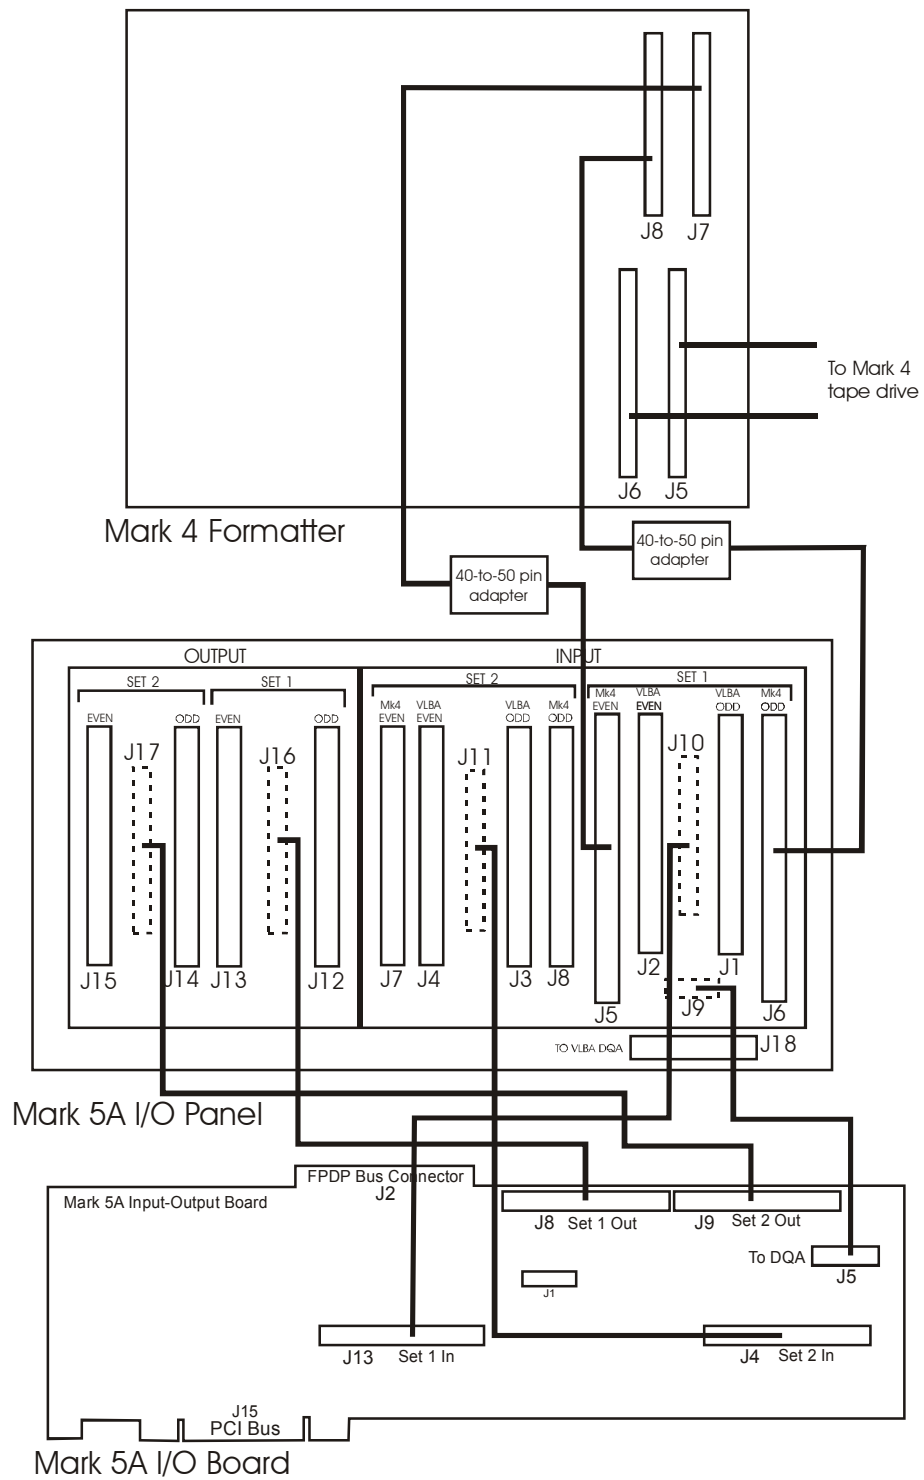 J8 J7
To Mark 4
tape drive
J6 J5
Mark 4 Formatter
40-to-50 pin
adapter
40-to-50 pin
adapter
OUTPUT INPUT
SET 2 SET 1 SET 2 SET 1
EVEN ODD EVEN ODD
Mk4 VLBA VLBA Mk4
EVEN EVEN ODD ODD
Mk4 VLBA VLBA Mk4
EVEN EVEN ODD ODD
J17 J16 J11 J10
J15 J14 J13 J12 J7 J4 J3 J8 J2 J1
J5 J9 J6
TO VLBA DQA J18
Mark 5A I/O Panel
FPDP Bus Connector
J2
Mark 5A Input-Output Board
J8 Set 1 Out J9 Set 2 Out
To DQA
J5
J1
J13 Set 1 In J4 Set 2 In
J15
PCI Bus
Mark 5A I/O Board